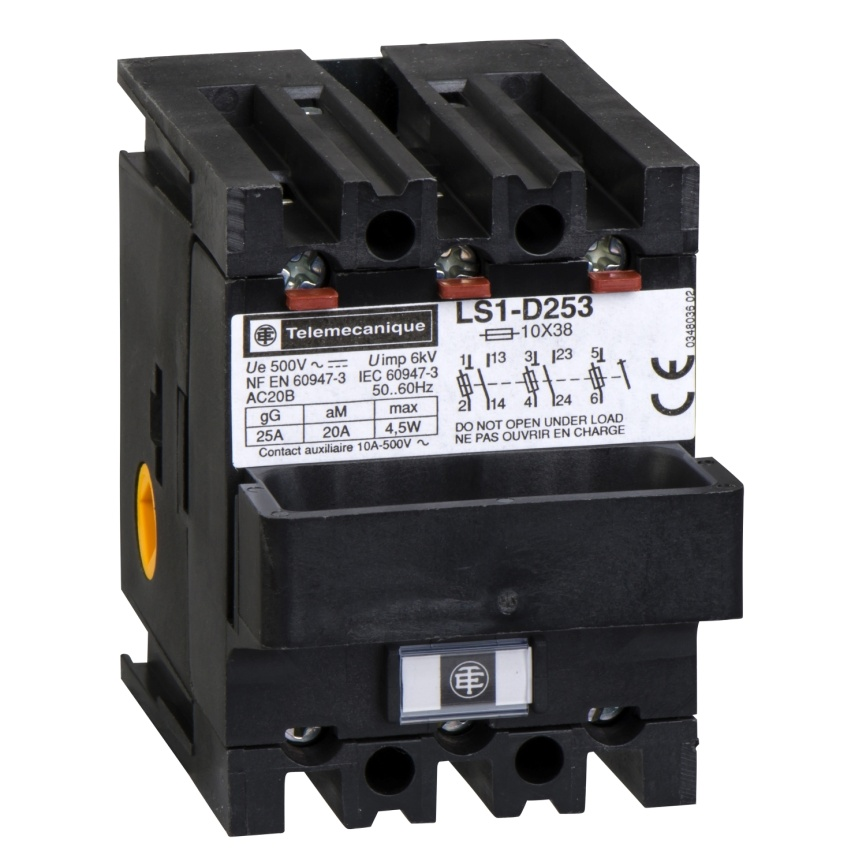 LS1-D253
10X38
Telemecanique
Ue 500V ~ ⎓ Uimp 6kV
NF EN 60947-3 IEC 60947-3
AC20B 50..60Hz
gG aM max
25A 20A 4,5W
Contact auxiliaire 10A-500V ~
1 13 3 23 5
2 14 4 24 6
DO NOT OPEN UNDER LOAD
NE PAS OUVRIR EN CHARGE
CE
0348036 02
TE